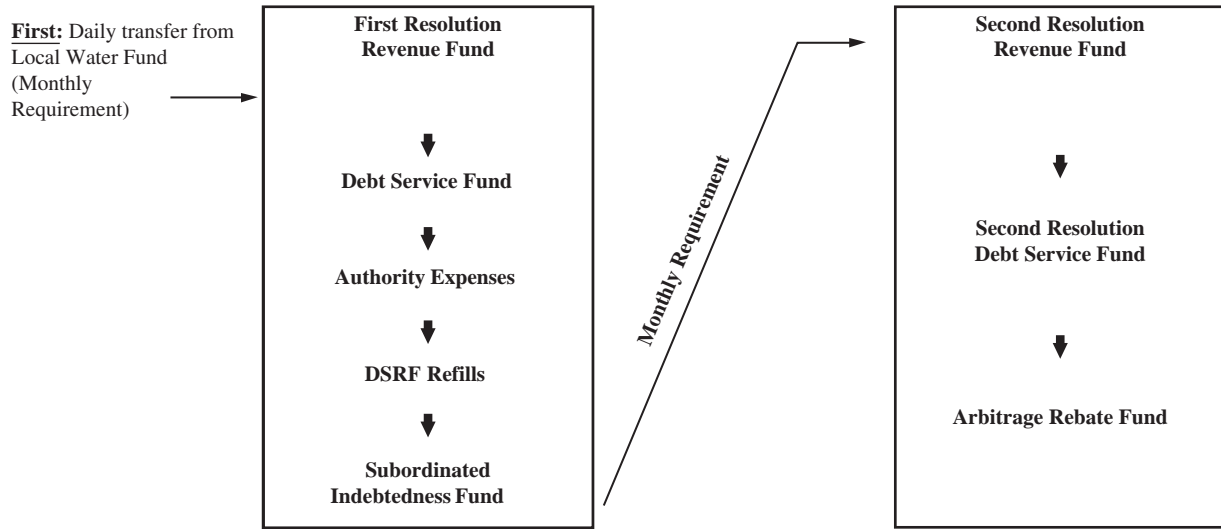 First: Daily transfer from
Local Water Fund
(Monthly
Requirement)
First Resolution
Revenue Fund
Debt Service Fund
Authority Expenses
DSRF Refills
Subordinated
Indebtedness Fund
Monthly Requirement
Second Resolution
Revenue Fund
Second Resolution
Debt Service Fund
Arbitrage Rebate Fund